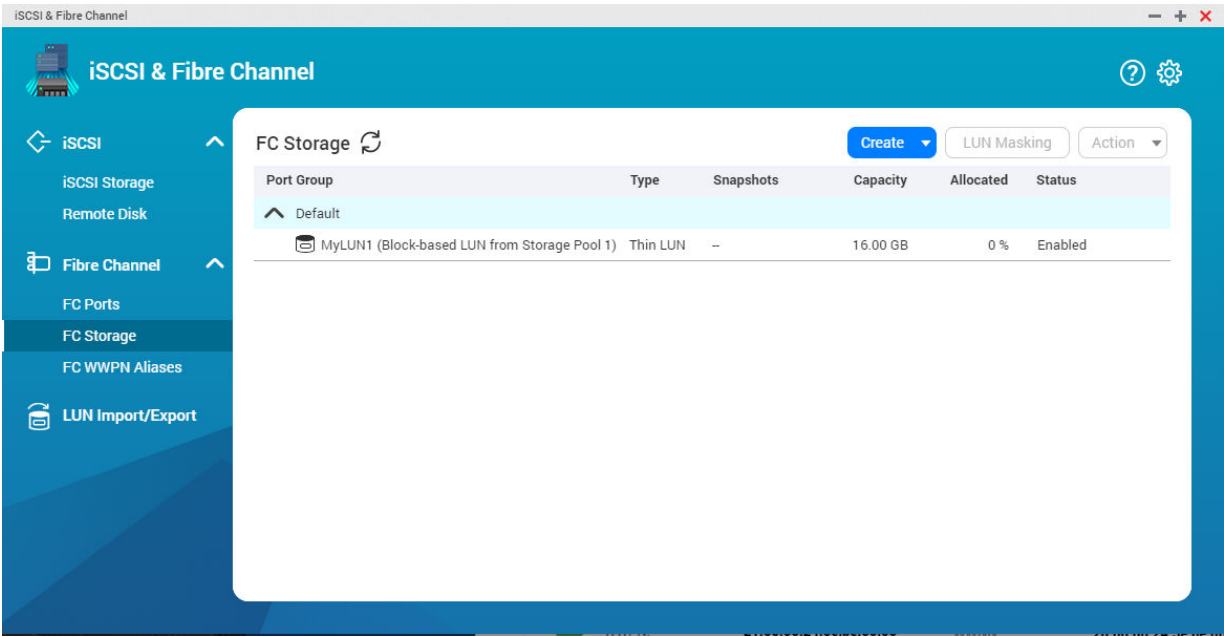 iSCSI & Fibre Channel
iSCSI & Fibre Channel
iSCSI
iSCSI Storage
Remote Disk
Fibre Channel
FC Ports
FC Storage
FC WWPN Aliases
LUN Import/Export
FC Storage
Create
LUN Masking
Action
Port Group Type Snapshots Capacity Allocated Status
Default
MyLUN1 (Block-based LUN from Storage Pool 1) Thin LUN -- 16.00 GB 0 % Enabled